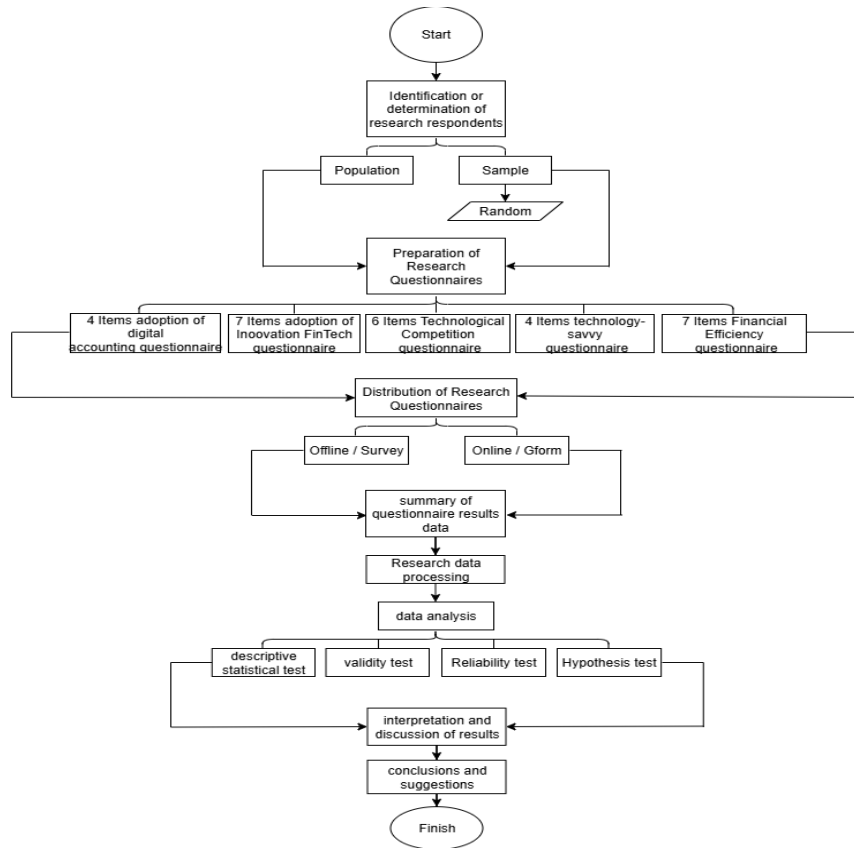 Start
Identification or
determination of
research respondents
Population
Sample
Random
Preparation of
Research
Questionnaires
4 Items adoption of
digital
accounting questionnaire
7 Items adoption of
Inoovation FinTech
questionnaire
6 Items Technological
Competition
questionnaire
4 Items technology-
savvy
questionnaire
7 Items Financial
Efficiency
questionnaire
Distribution of Research
Questionnaires
Offline / Survey
Online / Gform
summary of
questionnaire results
data
Research data
processing
data analysis
descriptive
statistical test
validity test
Reliability test
Hypothesis test
interpretation and
discussion of results
conclusions and
suggestions
Finish